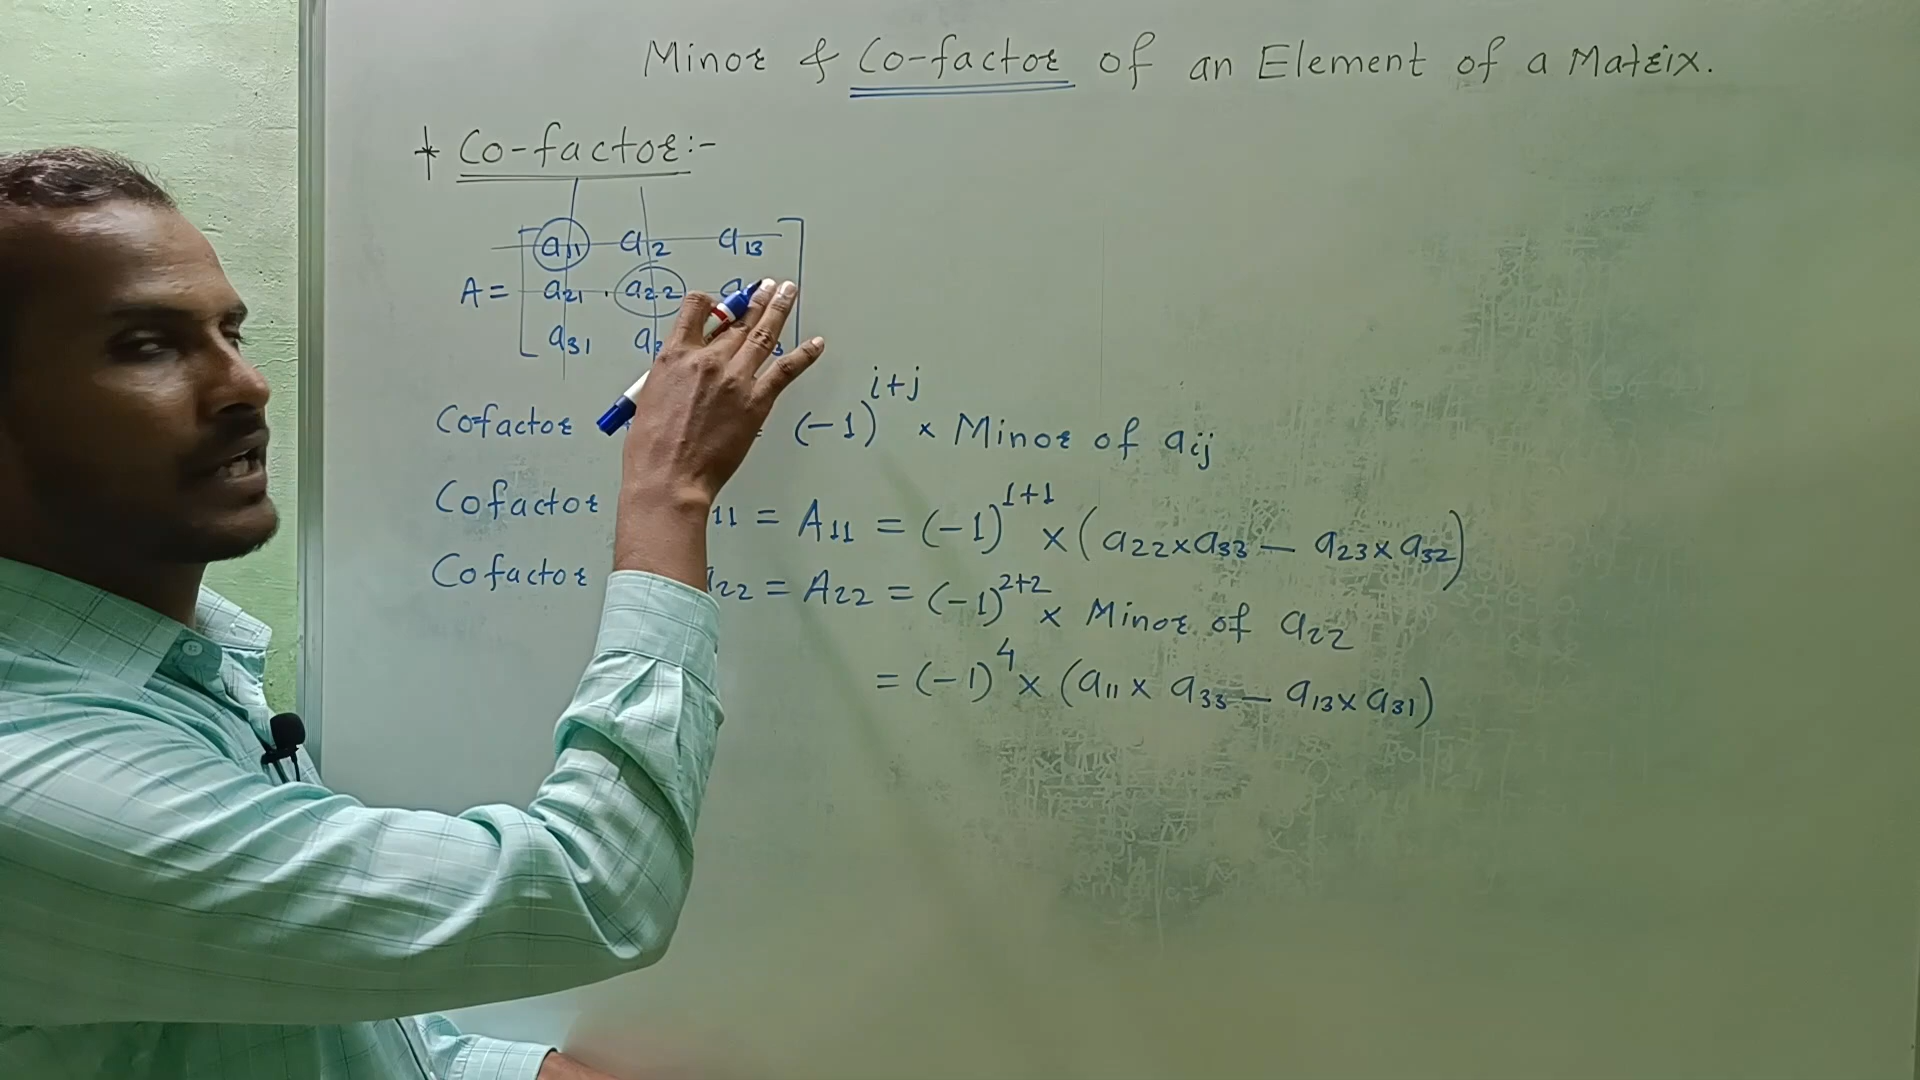 Minor & Co-factor of an Element of a Matrix.
+ Co-factor:-
a11 a12 a13
A = a21 . a22
a31
Cofactor = (-1)^i+j × Minor of aij
Cofactor 11 = A11 = (-1)^1+1 × (a22×a33 - a23×a32)
Cofactor a22 = A22 = (-1)^2+2 × Minor of a22
= (-1)^4 × (a11 × a33 - a13×a31)